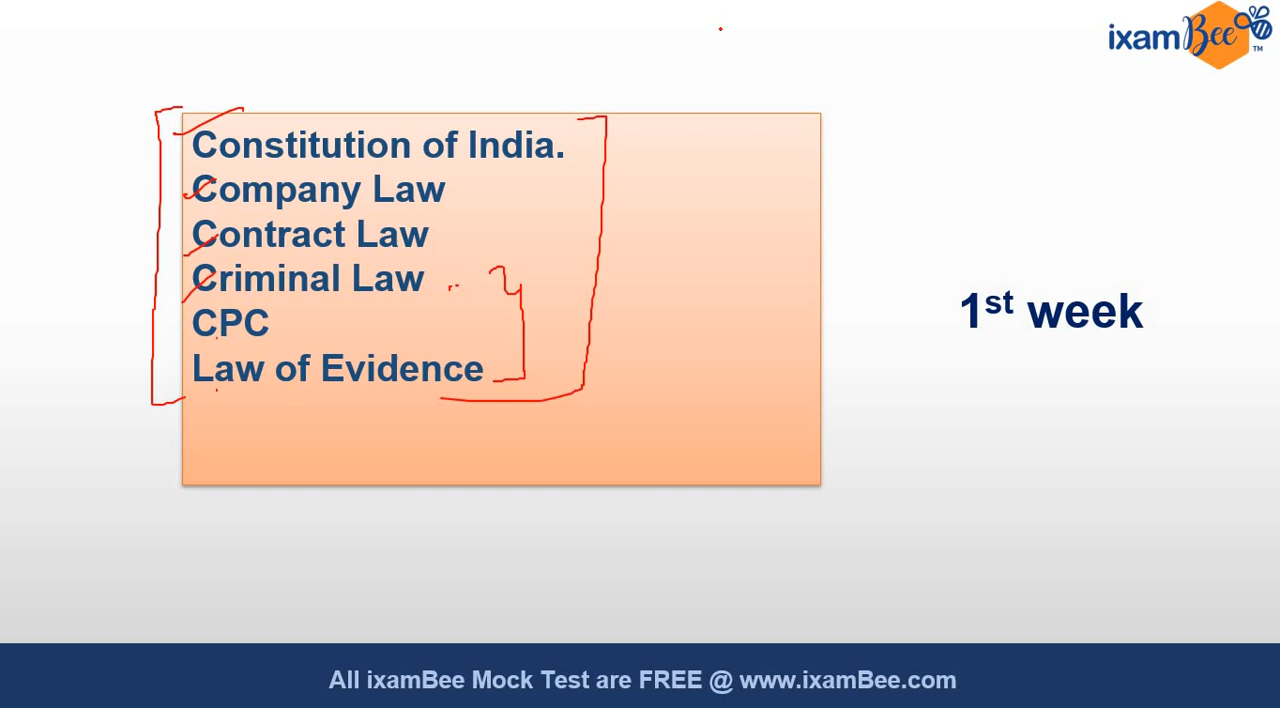 ixamBee
TM
Constitution of India.
Company Law
Contract Law
Criminal Law
CPC
Law of Evidence
1st week
All ixamBee Mock Test are FREE @ www.ixamBee.com